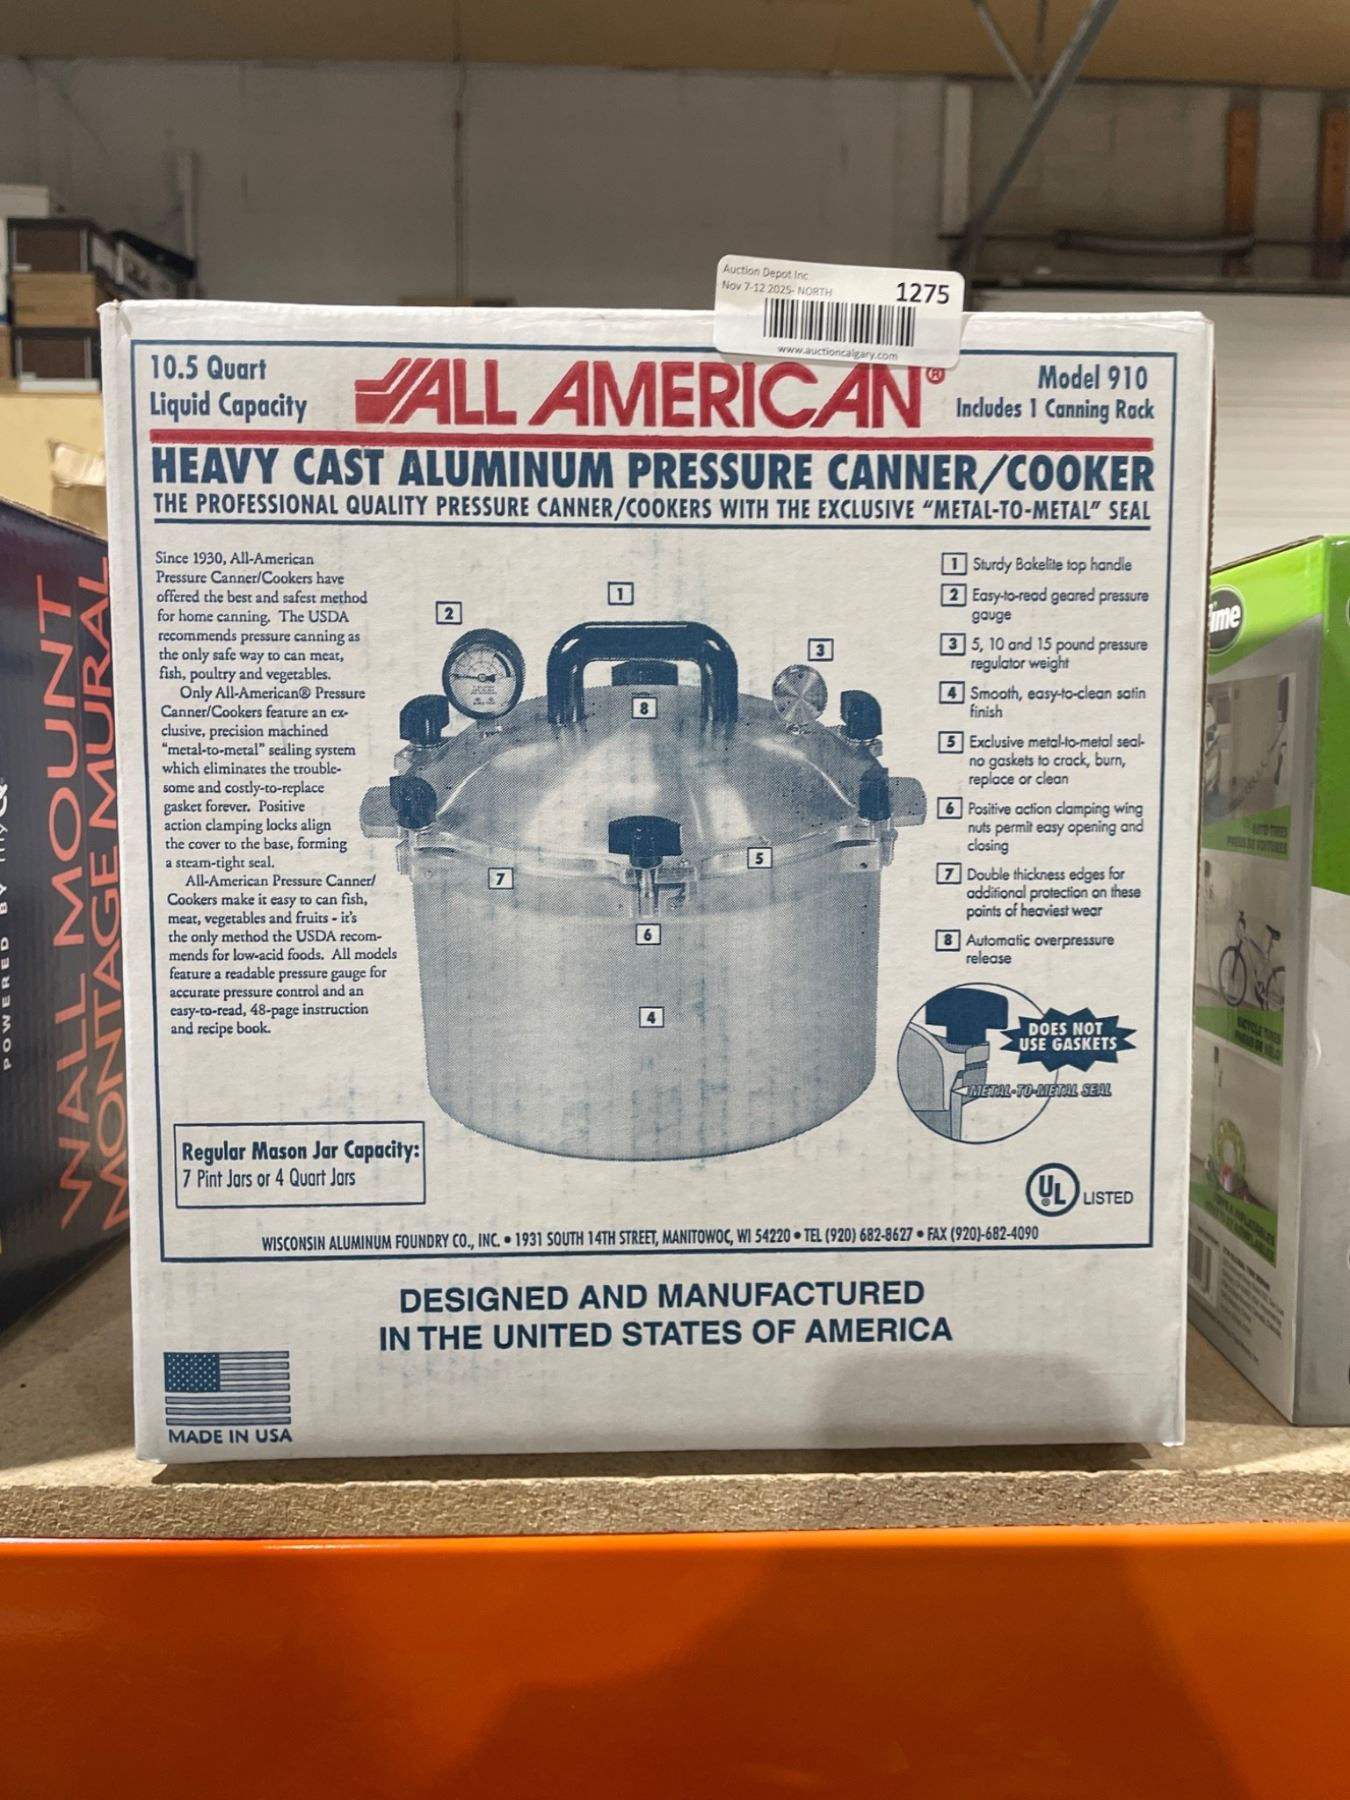 Auction Depot Inc
Nov 7-12 2025- NORTH
1275
www.auctioncalgary.com
10.5 Quart
Liquid Capacity
ALL AMERICAN®
Model 910
Includes 1 Canning Rack
HEAVY CAST ALUMINUM PRESSURE CANNER/COOKER
THE PROFESSIONAL QUALITY PRESSURE CANNER/COOKERS WITH THE EXCLUSIVE "METAL-TO-METAL" SEAL
Since 1930, All-American
Pressure Canner/Cookers have
offered the best and safest method
for home canning. The USDA
recommends pressure canning as
the only safe way to can meat,
fish, poultry and vegetables.
Only All-American® Pressure
Canner/Cookers feature an ex-
clusive, precision machined
"metal-to-metal" sealing system
which eliminates the trouble-
some and costly-to-replace
gasket forever. Positive
action clamping locks align
the cover to the base, forming
a steam-tight seal.
All-American Pressure Canner/
Cookers make it easy to can fish,
meat, vegetables and fruits - it's
the only method the USDA recom-
mends for low-acid foods. All models
feature a readable pressure gauge for
accurate pressure control and an
easy-to-read, 48-page instruction
and recipe book.
1
2
3
8
5
7
6
4
1 Sturdy Bakelite top handle
2 Easy-to-read geared pressure
gauge
3 5, 10 and 15 pound pressure
regulator weight
4 Smooth, easy-to-clean satin
finish
5 Exclusive metal-to-metal seal-
no gaskets to crack, burn,
replace or clean
6 Positive action clamping wing
nuts permit easy opening and
closing
7 Double thickness edges for
additional protection on these
points of heaviest wear
8 Automatic overpressure
release
DOES NOT
USE GASKETS
METAL-TO-METAL SEAL
Regular Mason Jar Capacity:
7 Pint Jars or 4 Quart Jars
UL LISTED
WISCONSIN ALUMINUM FOUNDRY CO., INC. • 1931 SOUTH 14TH STREET, MANITOWOC, WI 54220 • TEL (920) 682-8627 • FAX (920)-682-4090
DESIGNED AND MANUFACTURED
IN THE UNITED STATES OF AMERICA
MADE IN USA
WALL MOUNT
MONTAGE MURAL
POWERED BY myQ
ime